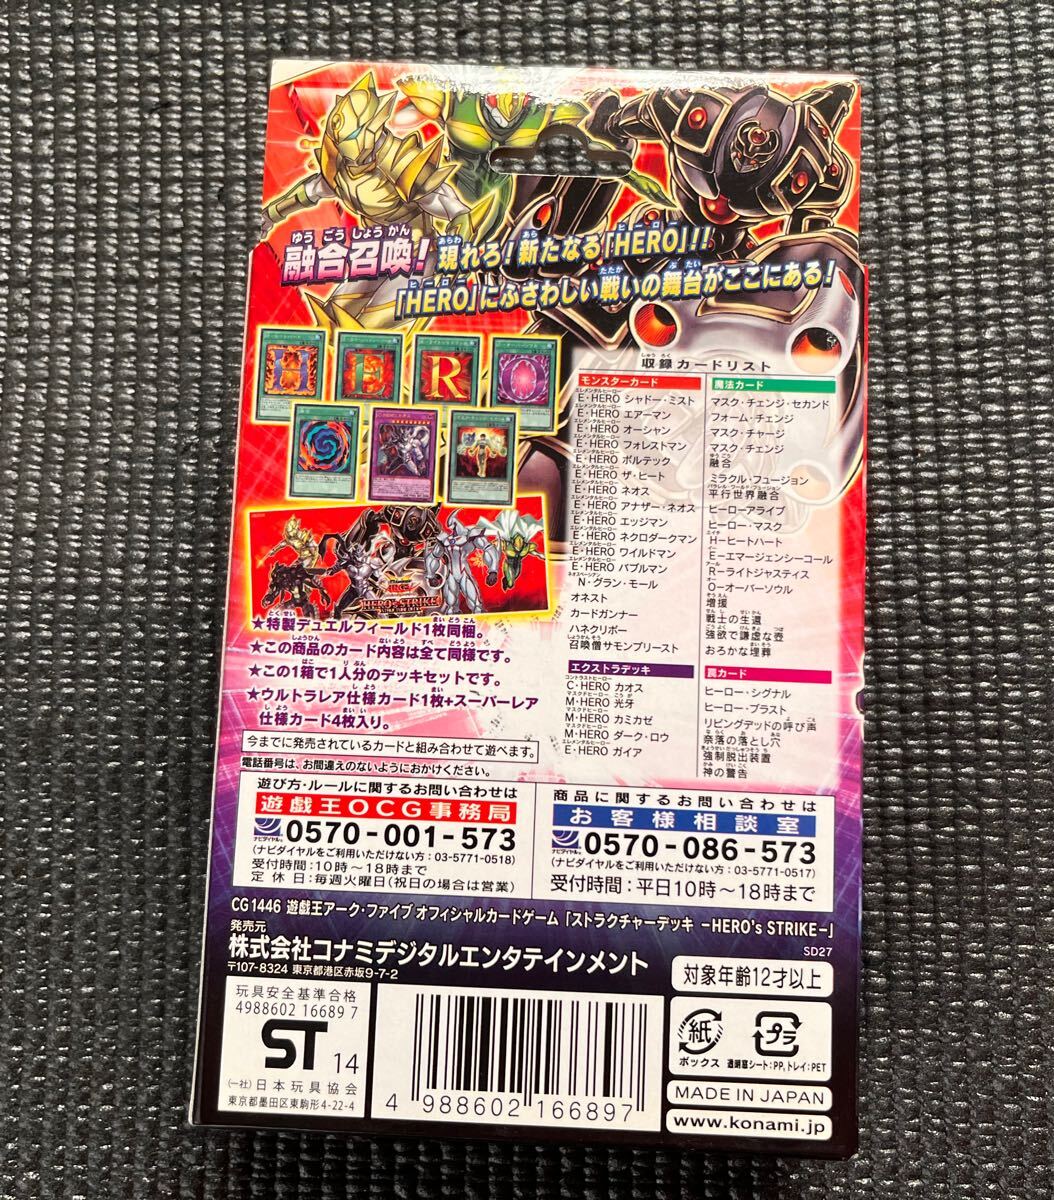 ゆうごうしょうかん
融合召喚! 現れろ!新たなる「HERO」!!
「HERO」にふさわしい戦いの舞台がここにある!
HERO's STRIKE
★特製デュエルフィールド1枚同梱。
★この商品のカード内容は全て同様です。
★この1箱で1人分のデッキセットです。
★ウルトラレア仕様カード1枚+スーパーレア
仕様カード4枚入り。
今までに発売されているカードと組み合わせて遊べます。
電話番号は、お間違えのないようにおかけください。
しゅうろく
収録カードリスト
モンスターカード
E・HERO シャドー・ミスト
E・HERO エアーマン
E・HERO オーシャン
E・HERO フォレストマン
E・HERO ボルテック
E・HERO ザ・ヒート
E・HERO ネオス
E・HERO アナザー・ネオス
E・HERO エッジマン
E・HERO ネクロダークマン
E・HERO ワイルドマン
E・HERO バブルマン
N・グラン・モール
オネスト
カードガンナー
ハネクリボー
召喚僧サモンプリースト
エクストラデッキ
C・HERO カオス
M・HERO 光牙
M・HERO カミカゼ
M・HERO ダーク・ロウ
E・HERO ガイア
魔法カード
マスク・チェンジ・セカンド
フォーム・チェンジ
マスク・チャージ
マスク・チェンジ
融合
ミラクル・フュージョン
平行世界融合
ヒーローアライブ
ヒーロー・マスク
H-ヒートハート
E-エマージェンシーコール
R-ライトジャスティス
O-オーバーソウル
増援
戦士の生還
強欲で謙虚な壺
おろかな埋葬
罠カード
ヒーロー・シグナル
ヒーロー・ブラスト
リビングデッドの呼び声
奈落の落とし穴
強制脱出装置
神の警告
遊び方・ルールに関するお問い合わせは
遊戯王OCG事務局
ナビダイヤル 0570-001-573
(ナビダイヤルをご利用いただけない方:03-5771-0518)
受付時間:10時~18時まで
定休日:毎週火曜日(祝日の場合は営業)
商品に関するお問い合わせは
お客様相談室
ナビダイヤル 0570-086-573
(ナビダイヤルをご利用いただけない方:03-5771-0517)
受付時間:平日10時~18時まで
CG1446 遊戯王アーク・ファイブ オフィシャルカードゲーム「ストラクチャーデッキ -HERO's STRIKE-」
SD27
発売元
株式会社コナミデジタルエンタテインメント
〒107-8324 東京都港区赤坂9-7-2
対象年齢12才以上
玩具安全基準合格
4988602 16689 7
ST 14
(一社)日本玩具協会
東京都墨田区東駒形4-22-4
4 988602 166897
紙
ボックス
プラ
透明窓シート:PP,トレイ:PET
MADE IN JAPAN
www.konami.jp